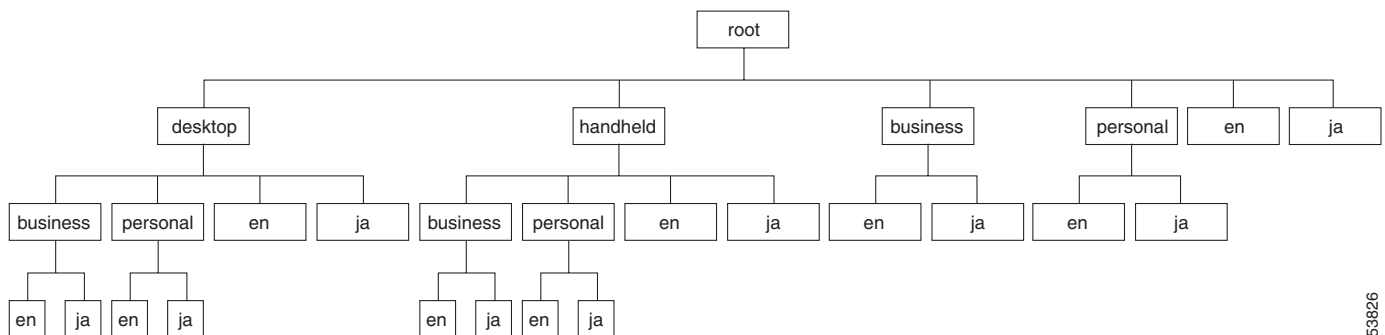 root
desktop handheld business personal en ja
business personal en ja business personal en ja en ja en ja
en ja en ja en ja en ja
53826